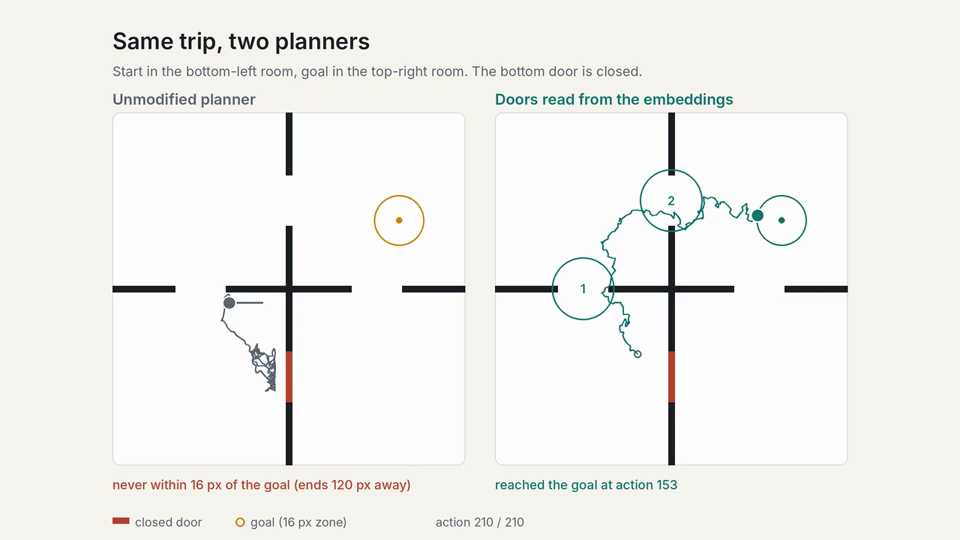 Same trip, two planners
Start in the bottom-left room, goal in the top-right room. The bottom door is closed.
Unmodified planner
Doors read from the embeddings
2
1
never within 16 px of the goal (ends 120 px away)
reached the goal at action 153
closed door
goal (16 px zone)
action 210 / 210